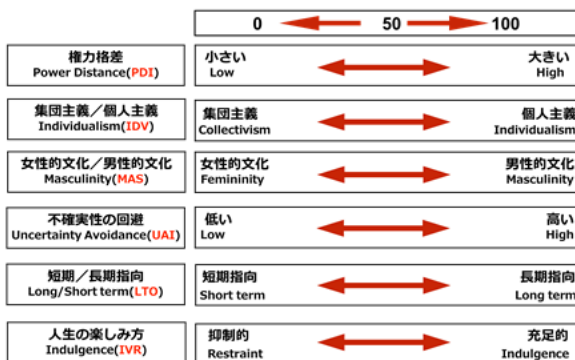 0 50 100
権力格差
Power Distance(PDI)
小さい
Low
大きい
High
集団主義／個人主義
Individualism(IDV)
集団主義
Collectivism
個人主義
Individualism
女性的文化／男性的文化
Masculinity(MAS)
女性的文化
Femininity
男性的文化
Masculinity
不確実性の回避
Uncertainty Avoidance(UAI)
低い
Low
高い
High
短期／長期指向
Long/Short term(LTO)
短期指向
Short term
長期指向
Long term
人生の楽しみ方
Indulgence(IVR)
抑制的
Restraint
充足的
Indulgence